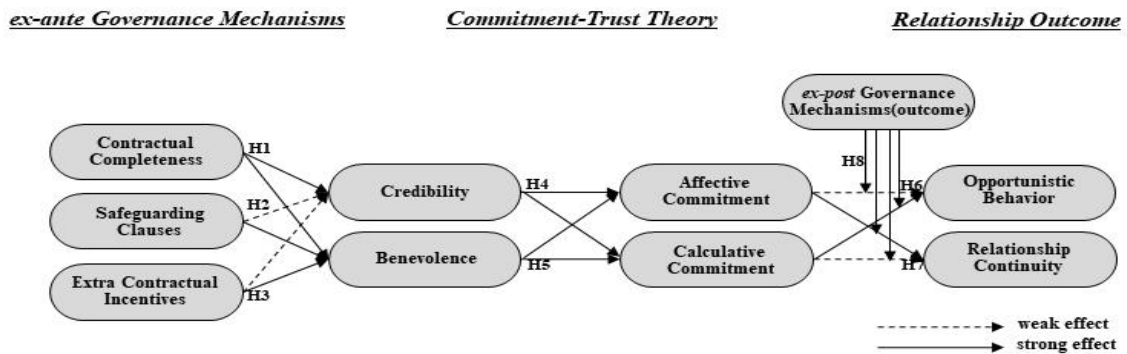 ex-ante Governance Mechanisms
Commitment-Trust Theory
Relationship Outcome
ex-post Governance
Mechanisms(outcome)
Contractual
Completeness
H1
H8
Credibility
H4
Affective
Commitment
H6
Opportunistic
Behavior
Safeguarding
Clauses
H2
Benevolence
H5
Calculative
Commitment
H7
Relationship
Continuity
Extra Contractual
Incentives
H3
weak effect
strong effect